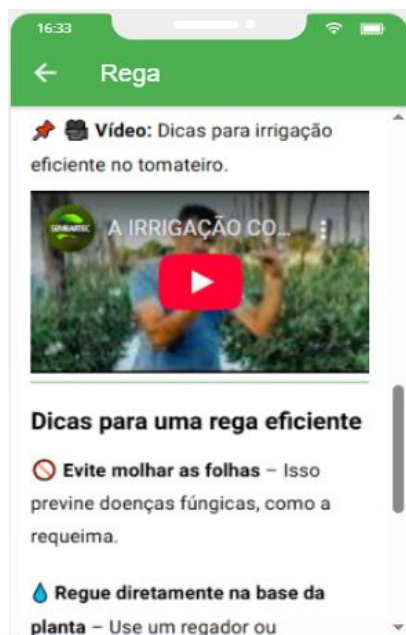 16:33
Rega
📌 🎥 Vídeo: Dicas para irrigação
eficiente no tomateiro.
SEMEARTEC
A IRRIGAÇÃO CO...
Dicas para uma rega eficiente
🚫 Evite molhar as folhas – Isso
previne doenças fúngicas, como a
requeima.
💧 Regue diretamente na base da
planta – Use um regador ou